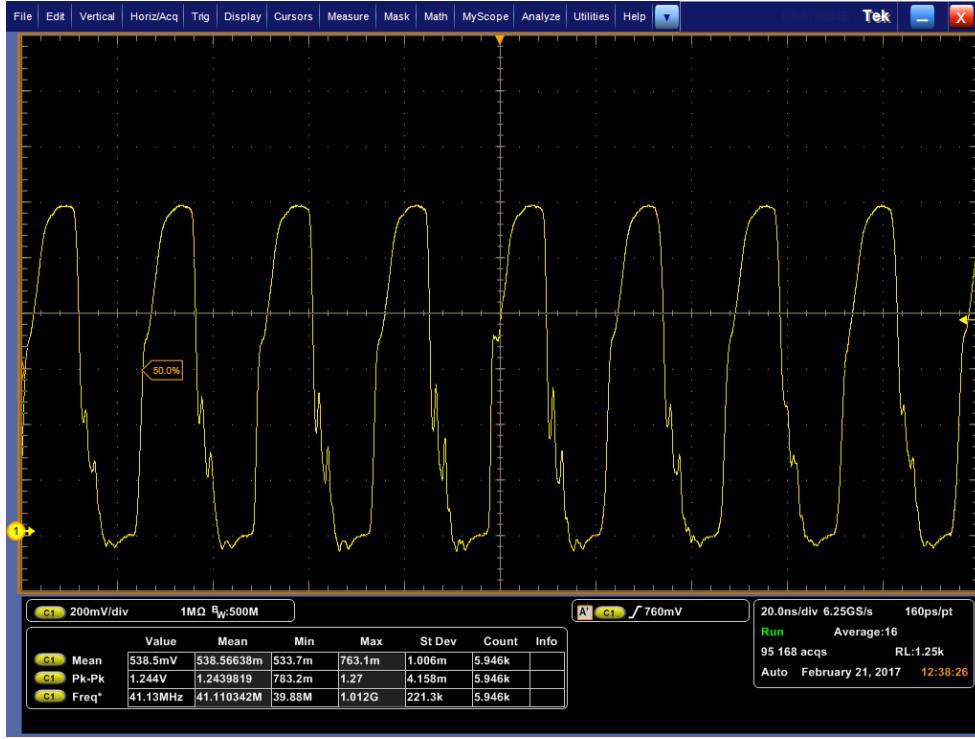 File Edit Vertical Horiz/Acq Trig Display Cursors Measure Mask Math MyScope Analyze Utilities Help Tek X
50.0%
1
C1 200mV/div 1MΩ BW:500M
A' C1 760mV
20.0ns/div 6.25GS/s 160ps/pt
Run Average:16
95 168 acqs RL:1.25k
Auto February 21, 2017 12:38:26
Value Mean Min Max St Dev Count Info
C1 Mean 538.5mV 538.56638m 533.7m 763.1m 1.006m 5.946k
C1 Pk-Pk 1.244V 1.2439819 783.2m 1.27 4.158m 5.946k
C1 Freq* 41.13MHz 41.110342M 39.88M 1.012G 221.3k 5.946k